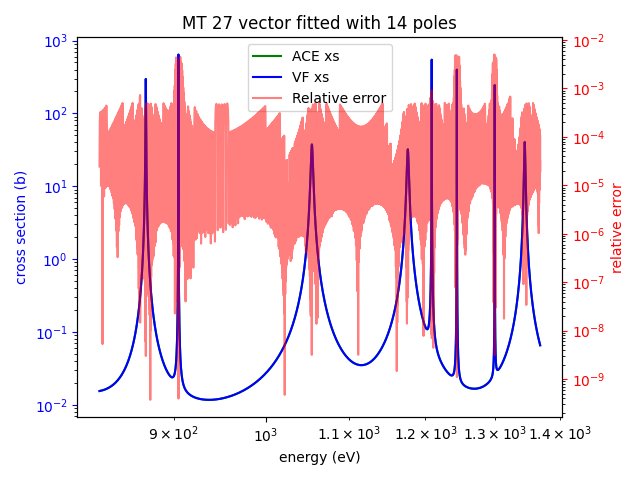 MT 27 vector fitted with 14 poles
ACE xs
VF xs
Relative error
cross section (b)
10³
10²
10¹
10⁰
10⁻¹
10⁻²
relative error
10⁻²
10⁻³
10⁻⁴
10⁻⁵
10⁻⁶
10⁻⁷
10⁻⁸
10⁻⁹
9 × 10² 10³ 1.1 × 10³ 1.2 × 10³ 1.3 × 10³ 1.4 × 10³
energy (eV)